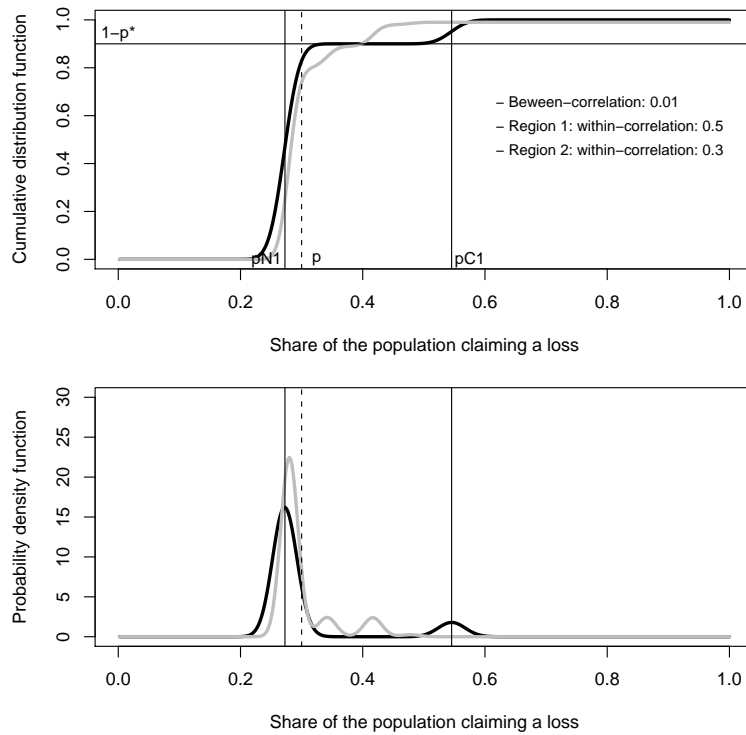 Cumulative distribution function
0.0
0.2
0.4
0.6
0.8
1.0
1−p*
− Beween−correlation: 0.01
− Region 1: within−correlation: 0.5
− Region 2: within−correlation: 0.3
pN1
p
pC1
0.0 0.2 0.4 0.6 0.8 1.0
Share of the population claiming a loss
Probability density function
0
5
10
15
20
25
30
0.0 0.2 0.4 0.6 0.8 1.0
Share of the population claiming a loss